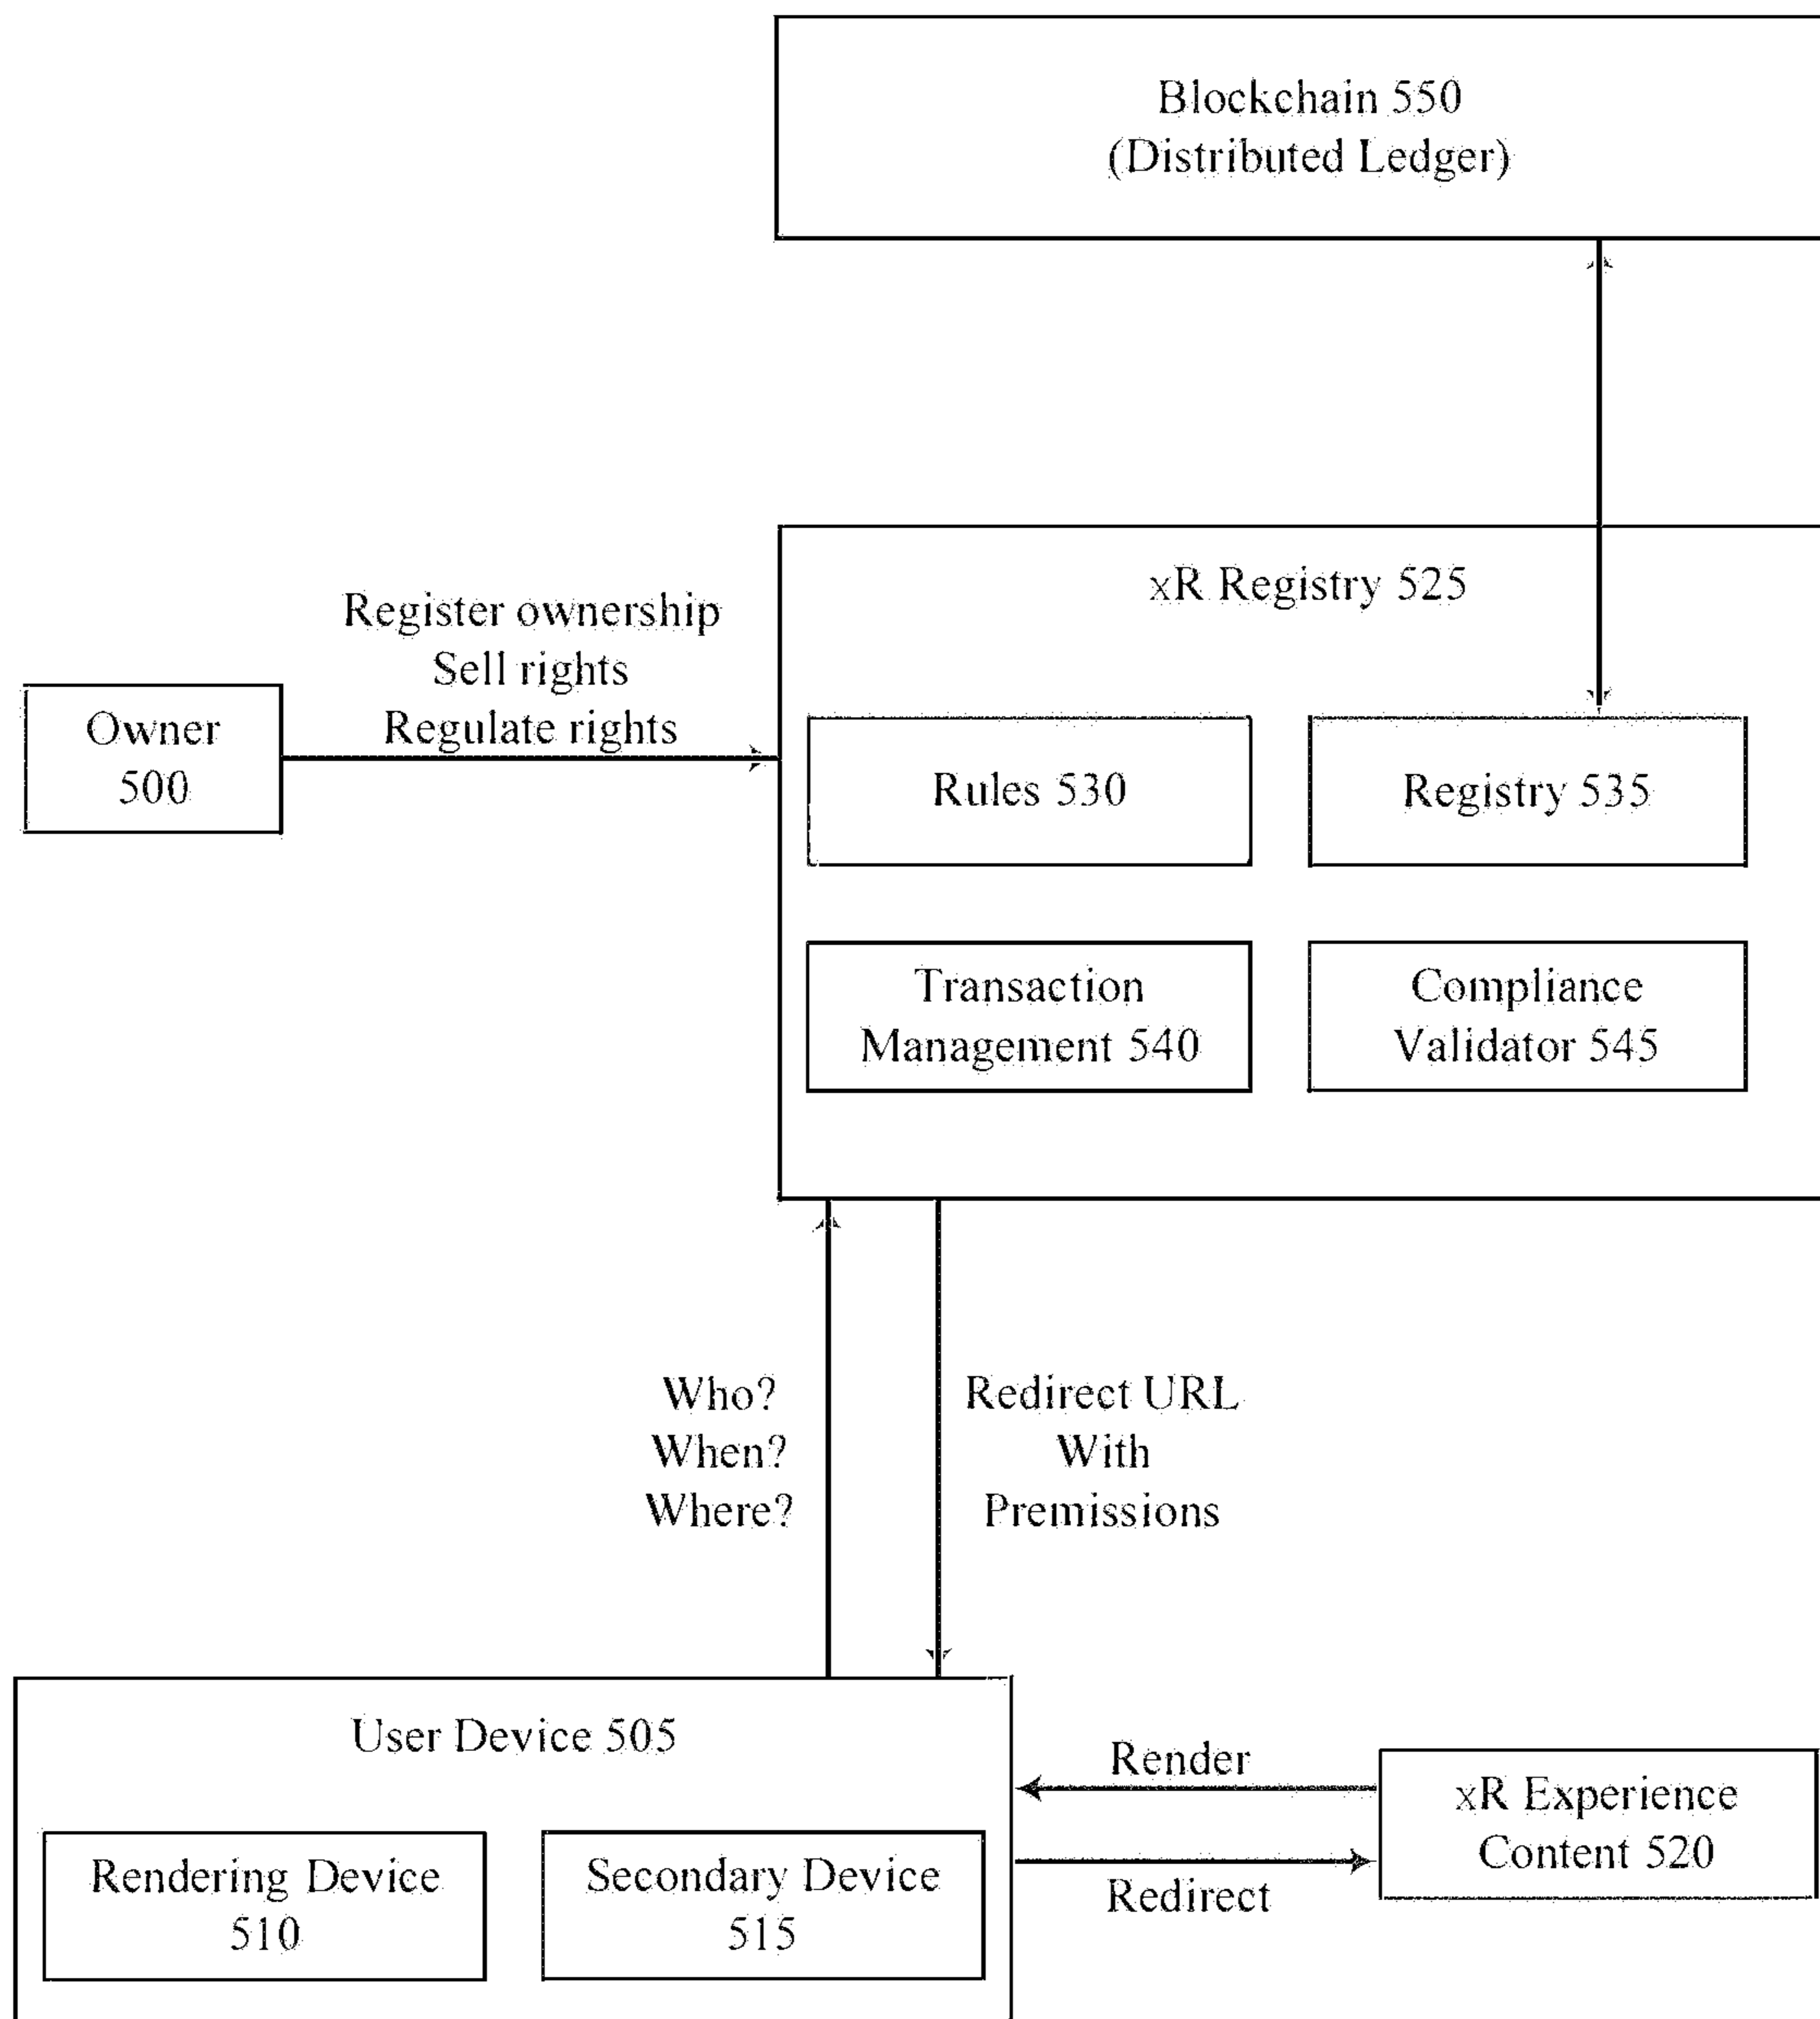 Blockchain 550
(Distributed Ledger)
xR Registry 525
Register ownership
Sell rights
Regulate rights
Owner
500
Rules 530
Registry 535
Transaction
Management 540
Compliance
Validator 545
Who?
When?
Where?
Redirect URL
With
Premissions
User Device 505
Rendering Device
510
Secondary Device
515
Render
Redirect
xR Experience
Content 520